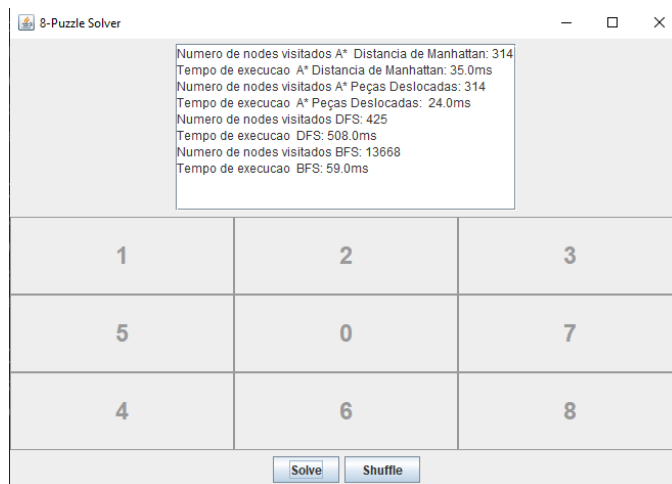 8-Puzzle Solver
Numero de nodes visitados A* Distancia de Manhattan: 314
Tempo de execucao A* Distancia de Manhattan: 35.0ms
Numero de nodes visitados A* Peças Deslocadas: 314
Tempo de execucao A* Peças Deslocadas: 24.0ms
Numero de nodes visitados DFS: 425
Tempo de execucao DFS: 508.0ms
Numero de nodes visitados BFS: 13668
Tempo de execucao BFS: 59.0ms
1 2 3
5 0 7
4 6 8
Solve Shuffle